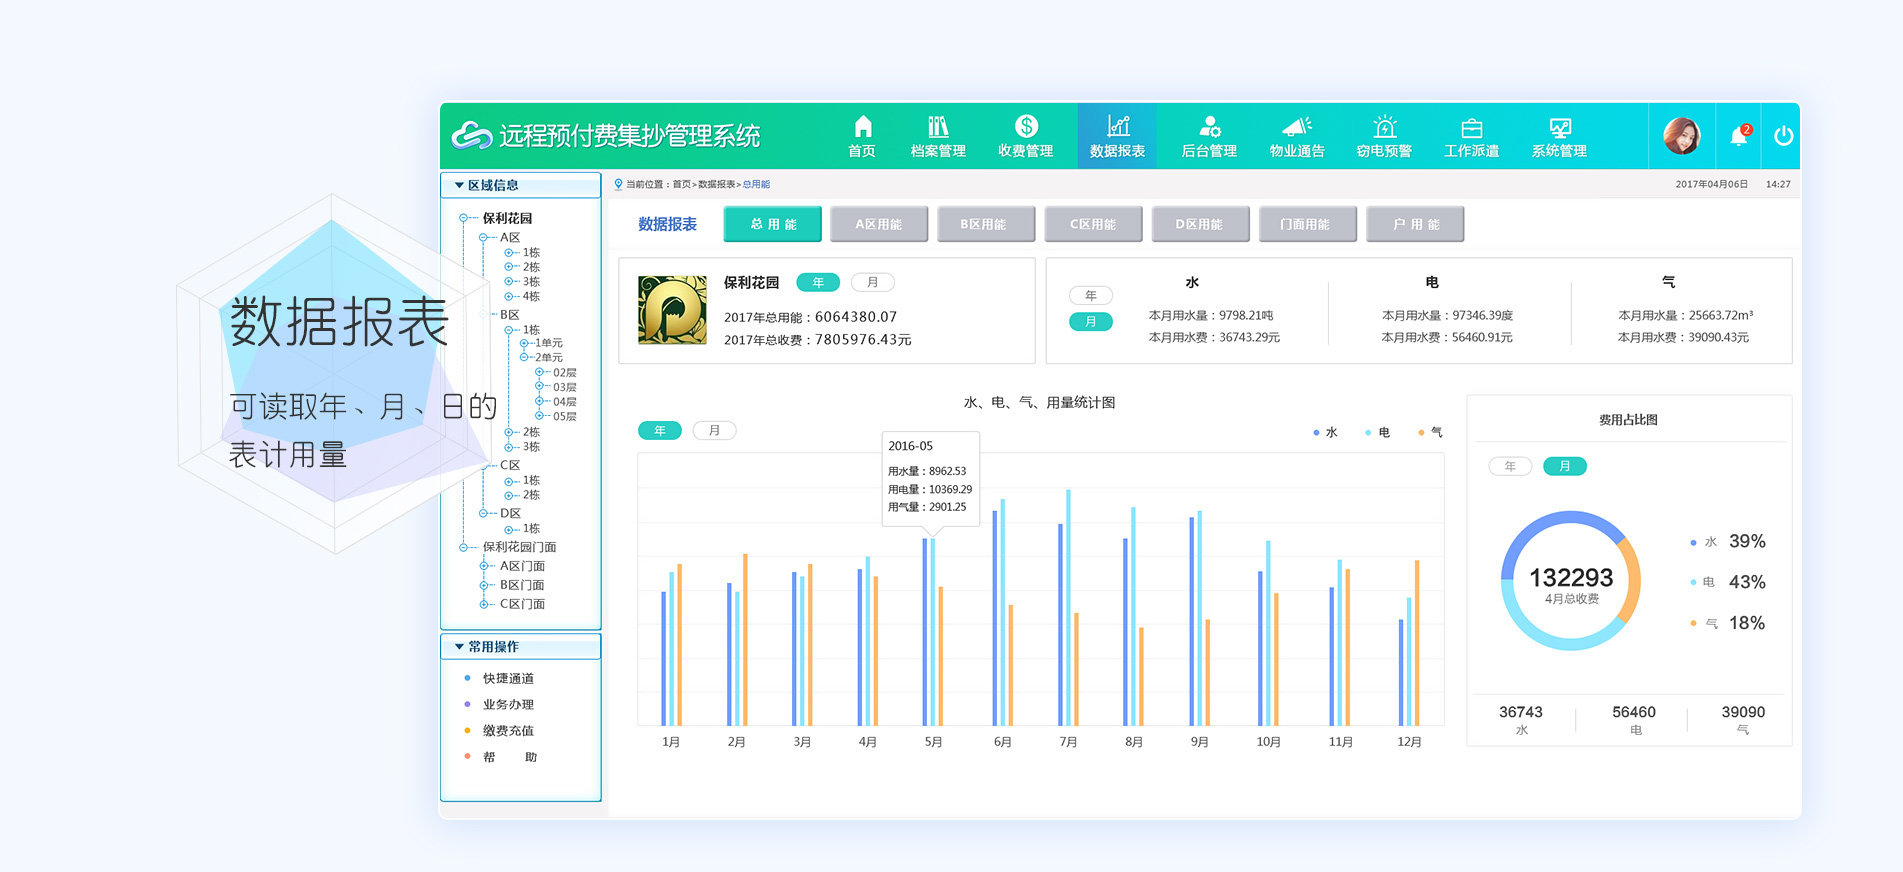 数据报表
可读取年、月、日的
表计用量
远程预付费集抄管理系统
首页
档案管理
收费管理
数据报表
后台管理
物业通告
窃电预警
工作派遣
系统管理
2
区域信息
保利花园
A区
1栋
2栋
3栋
4栋
B区
1栋
1单元
2单元
02层
03层
04层
05层
2栋
3栋
C区
1栋
2栋
D区
1栋
保利花园门面
A区门面
B区门面
C区门面
常用操作
快捷通道
业务办理
缴费充值
帮 助
当前位置：首页>数据报表>总用能
2017年04月06日 14:27
数据报表
总 用 能
A区用能
B区用能
C区用能
D区用能
门面用能
户 用 能
保利花园 年 月
2017年总用能：6064380.07
2017年总收费：7805976.43元
年
月
水
本月用水量：9798.21吨
本月用水费：36743.29元
电
本月用水量：97346.39度
本月用水费：56460.91元
气
本月用水量：25663.72m³
本月用水费：39090.43元
水、电、气、用量统计图
年 月
水 电 气
2016-05
用水量：8962.53
用电量：10369.29
用气量：2901.25
1月 2月 3月 4月 5月 6月 7月 8月 9月 10月 11月 12月
费用占比图
年 月
132293
4月总收费
水 39%
电 43%
气 18%
36743 56460 39090
水 电 气